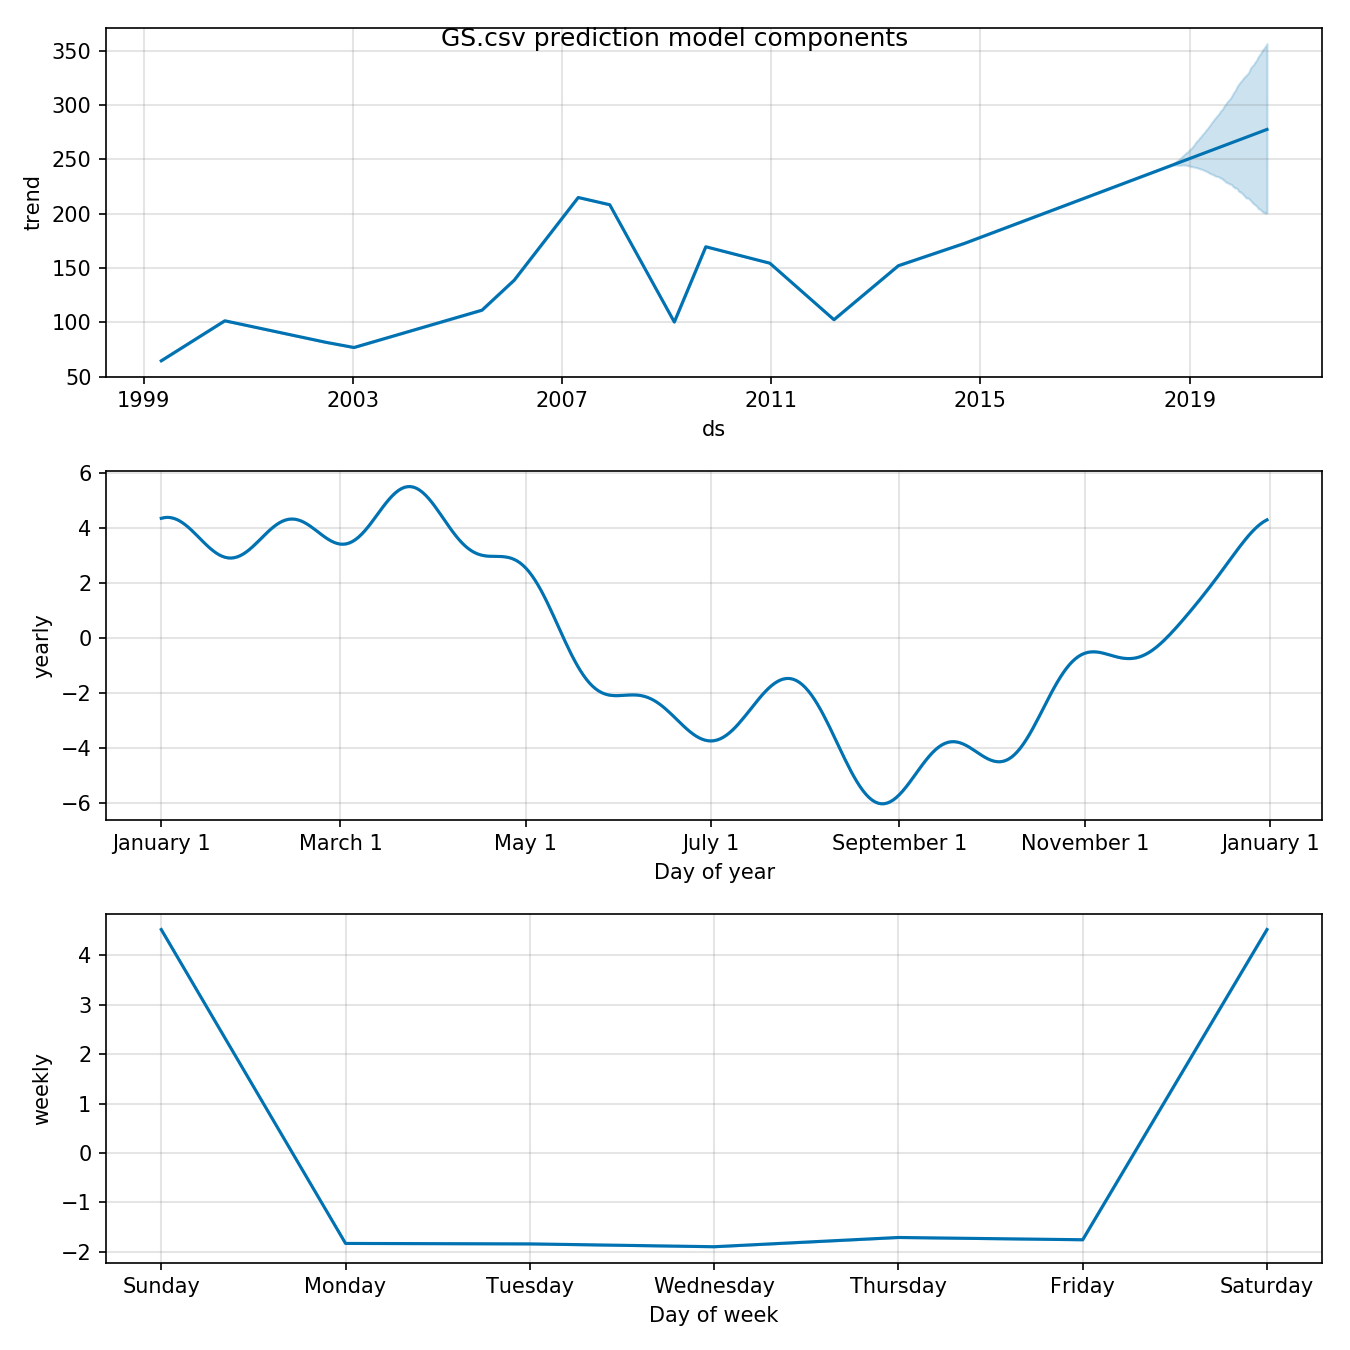 GS.csv prediction model components
350
300
250
200
150
100
50
trend
1999 2003 2007 2011 2015 2019
ds
6
4
2
0
−2
−4
−6
yearly
January 1 March 1 May 1 July 1 September 1 November 1 January 1
Day of year
4
3
2
1
0
−1
−2
weekly
Sunday Monday Tuesday Wednesday Thursday Friday Saturday
Day of week